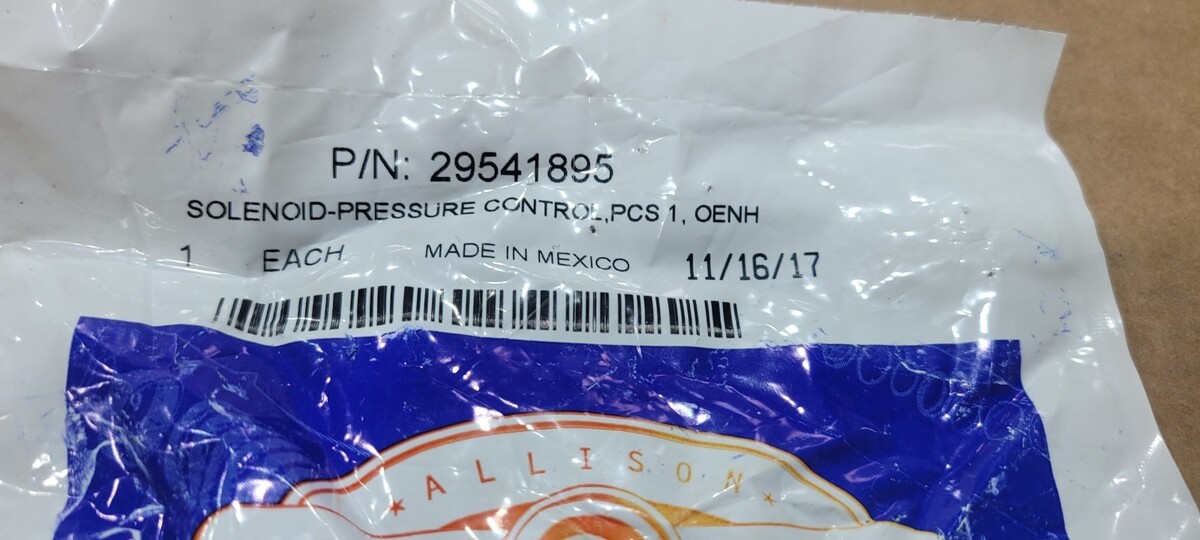 P/N: 29541895
SOLENOID-PRESSURE CONTROL,PCS 1, OENH
1 EACH MADE IN MEXICO 11/16/17
ALLISON